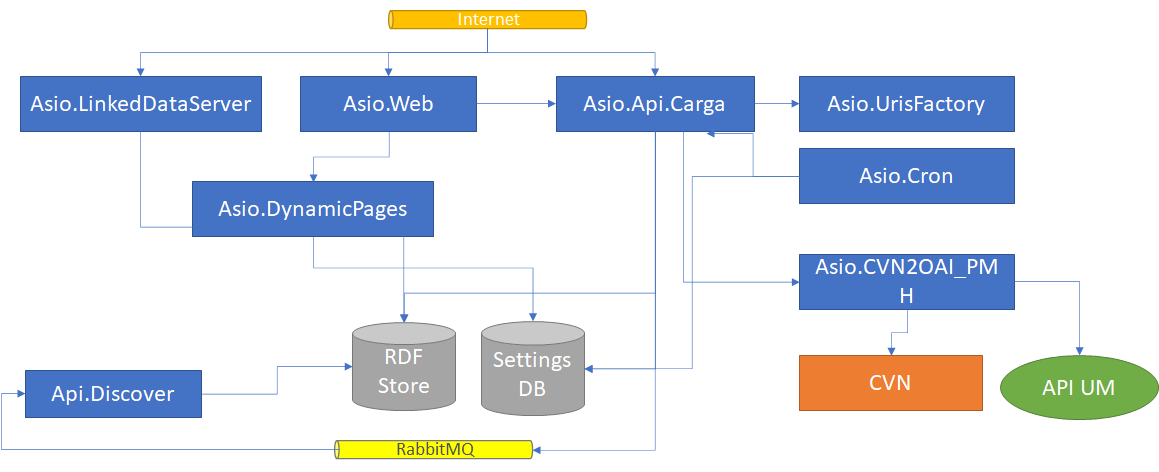 Internet
Asio.LinkedDataServer
Asio.Web
Asio.Api.Carga
Asio.UrisFactory
Asio.Cron
Asio.DynamicPages
Asio.CVN2OAI_PM
H
RDF
Store
Settings
DB
Api.Discover
CVN
API UM
RabbitMQ